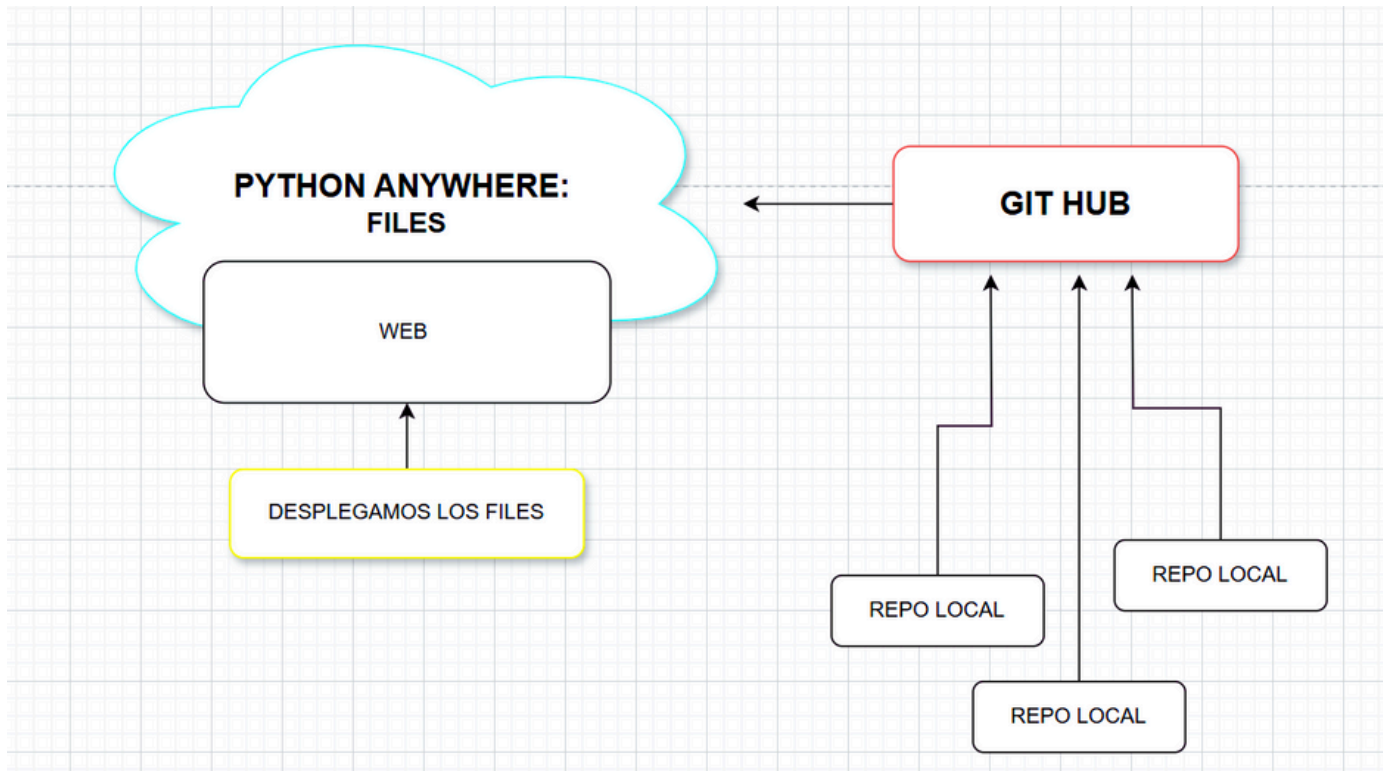 PYTHON ANYWHERE:
FILES
WEB
DESPLEGAMOS LOS FILES
GIT HUB
REPO LOCAL
REPO LOCAL
REPO LOCAL